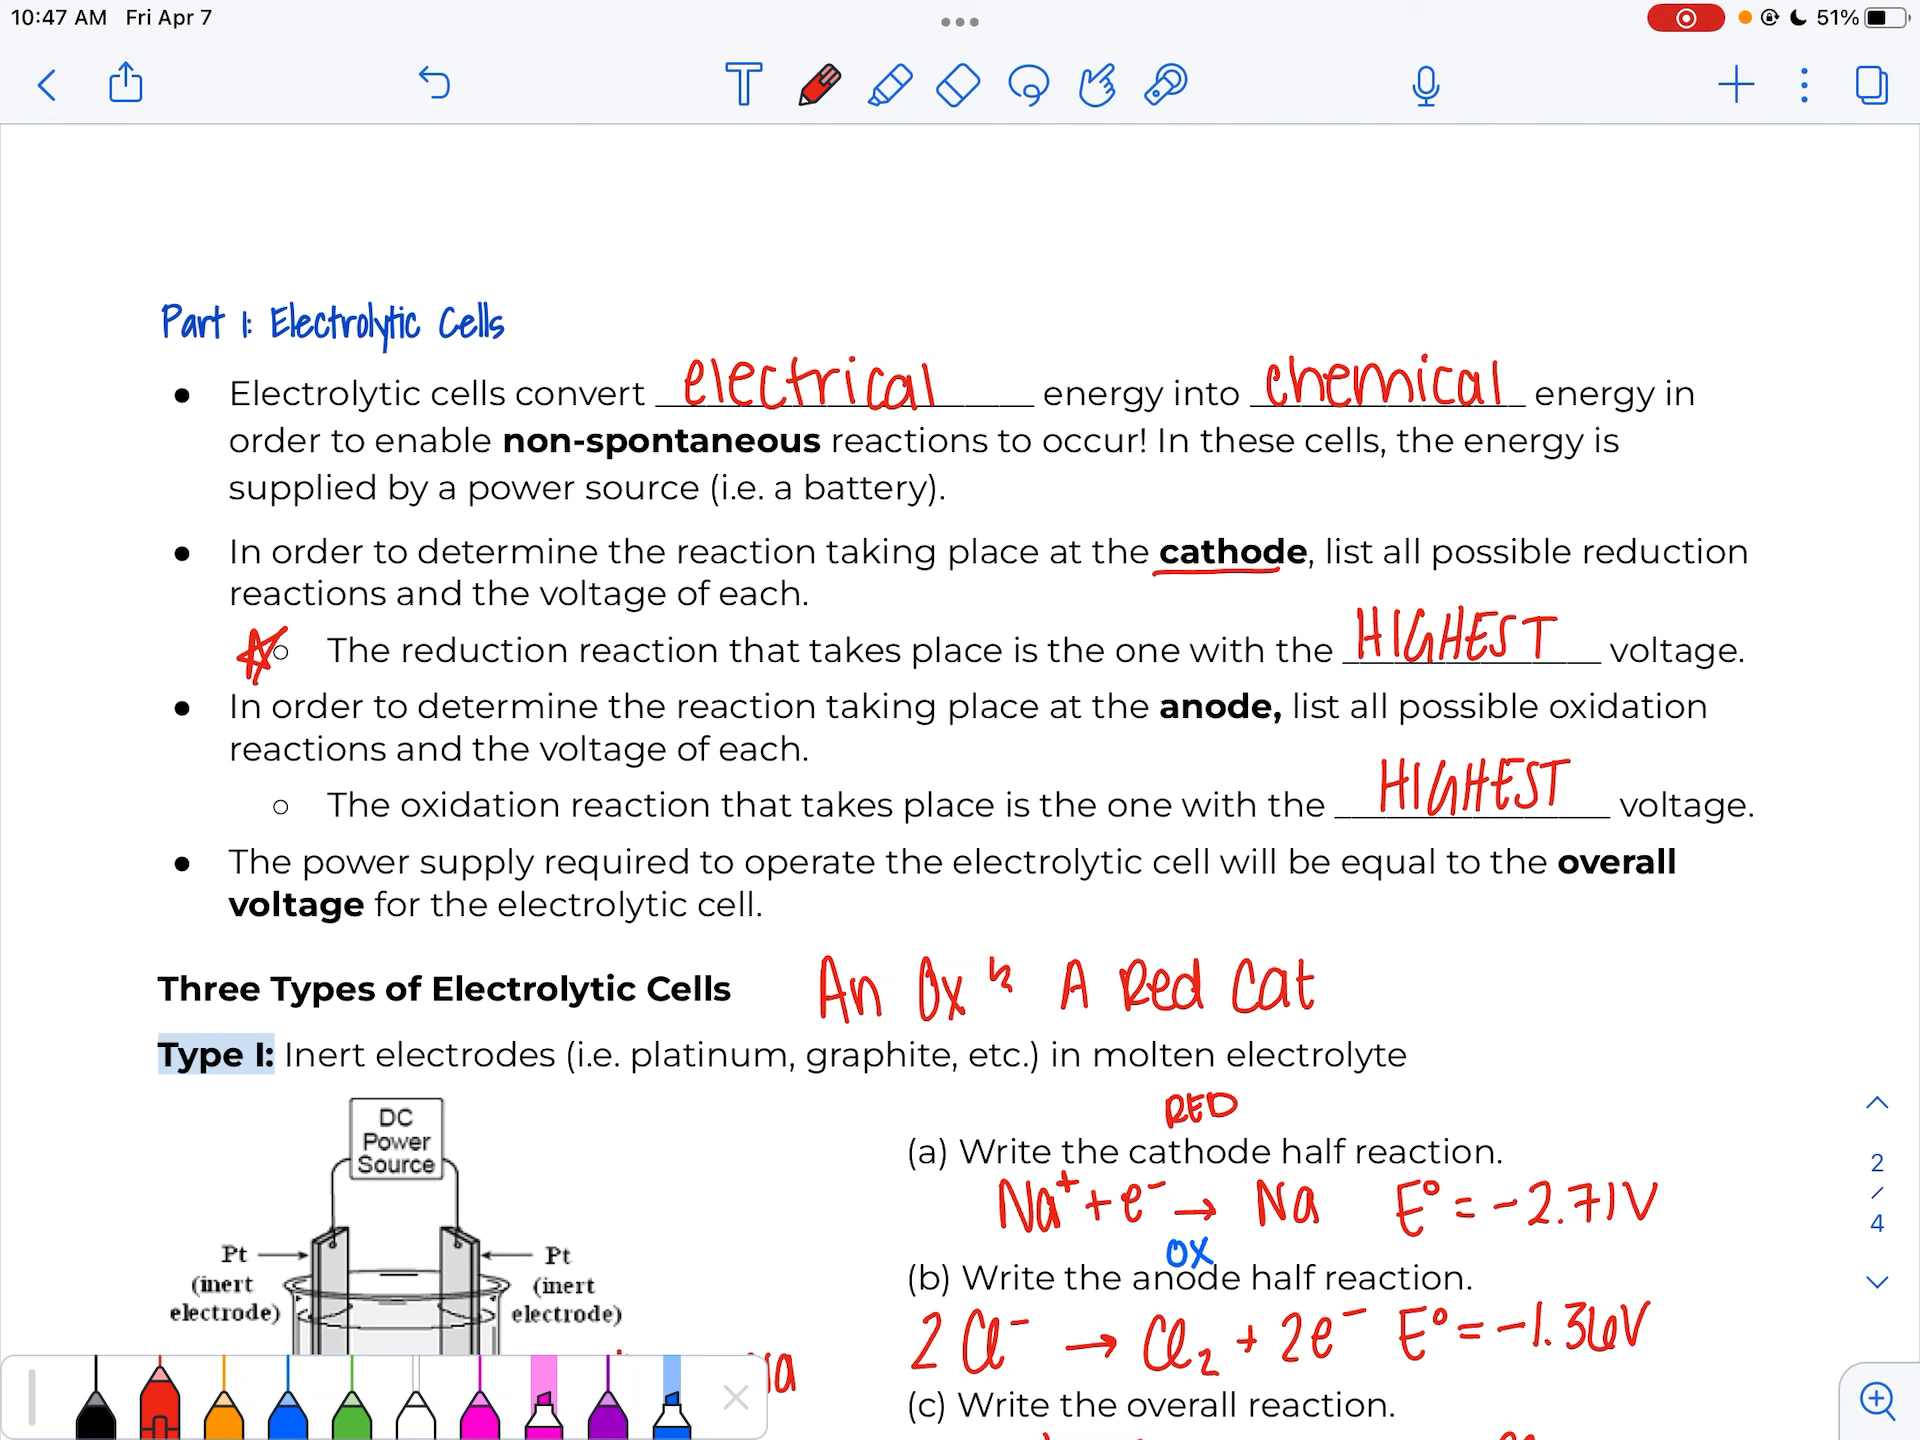 10:47 AM Fri Apr 7
51%
Part 1: Electrolytic Cells
● Electrolytic cells convert electrical energy into chemical energy in
order to enable non-spontaneous reactions to occur! In these cells, the energy is
supplied by a power source (i.e. a battery).
● In order to determine the reaction taking place at the cathode, list all possible reduction
reactions and the voltage of each.
○ The reduction reaction that takes place is the one with the HIGHEST voltage.
● In order to determine the reaction taking place at the anode, list all possible oxidation
reactions and the voltage of each.
○ The oxidation reaction that takes place is the one with the HIGHEST voltage.
● The power supply required to operate the electrolytic cell will be equal to the overall
voltage for the electrolytic cell.
Three Types of Electrolytic Cells An Ox & A Red Cat
Type I: Inert electrodes (i.e. platinum, graphite, etc.) in molten electrolyte
DC
Power
Source
Pt
(inert
electrode)
Pt
(inert
electrode)
RED
(a) Write the cathode half reaction.
Na⁺ + e⁻ → Na E° = -2.71V
OX
(b) Write the anode half reaction.
2Cl⁻ → Cl₂ + 2e⁻ E° = -1.36V
(c) Write the overall reaction.
2
/
4